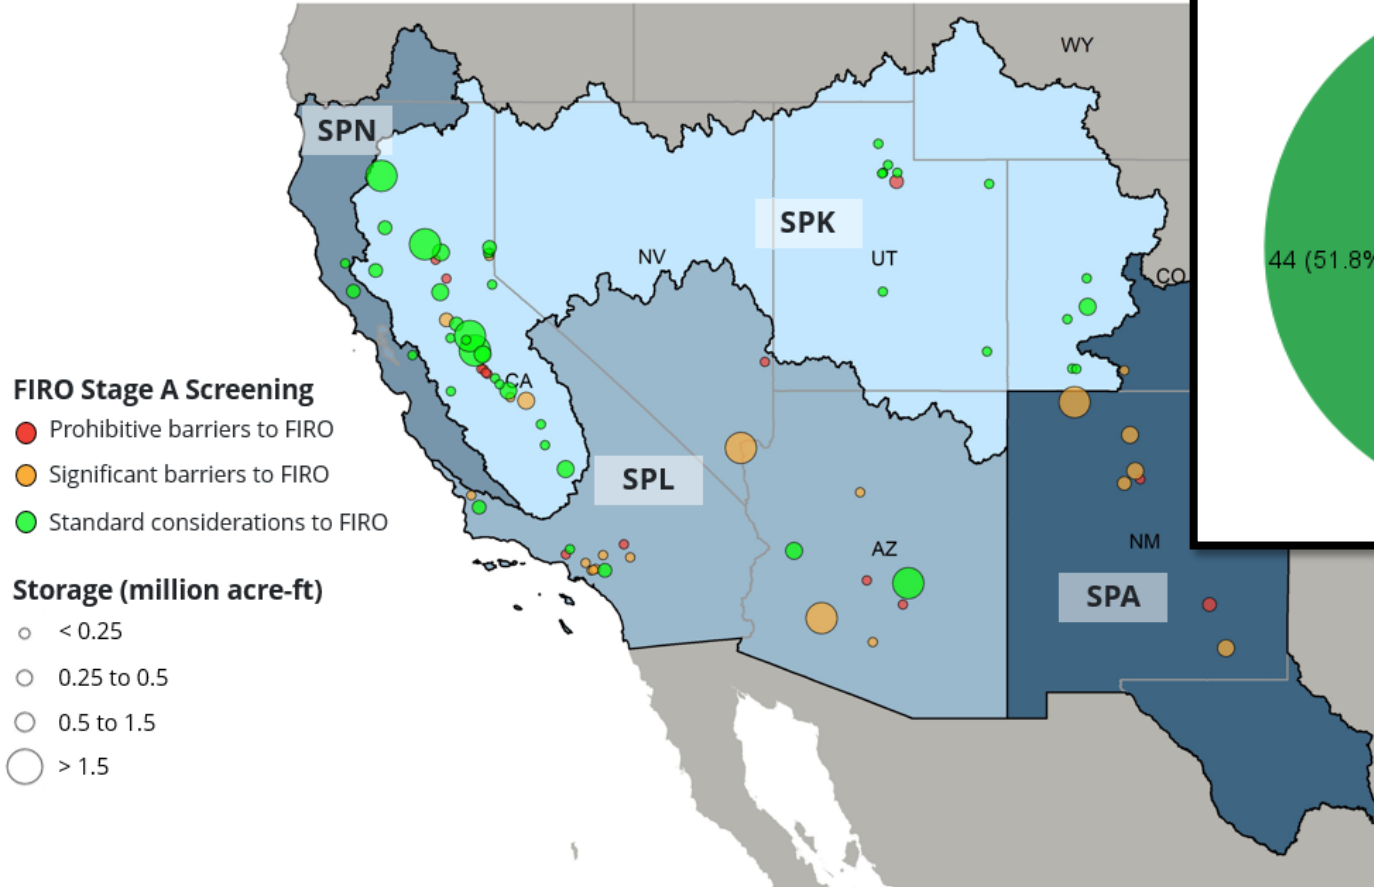 WY
SPN
SPK
NV
UT
CO
44 (51.8%
FIRO Stage A Screening
Prohibitive barriers to FIRO
Significant barriers to FIRO
Standard considerations to FIRO
CA
SPL
AZ
NM
SPA
Storage (million acre-ft)
< 0.25
0.25 to 0.5
0.5 to 1.5
> 1.5